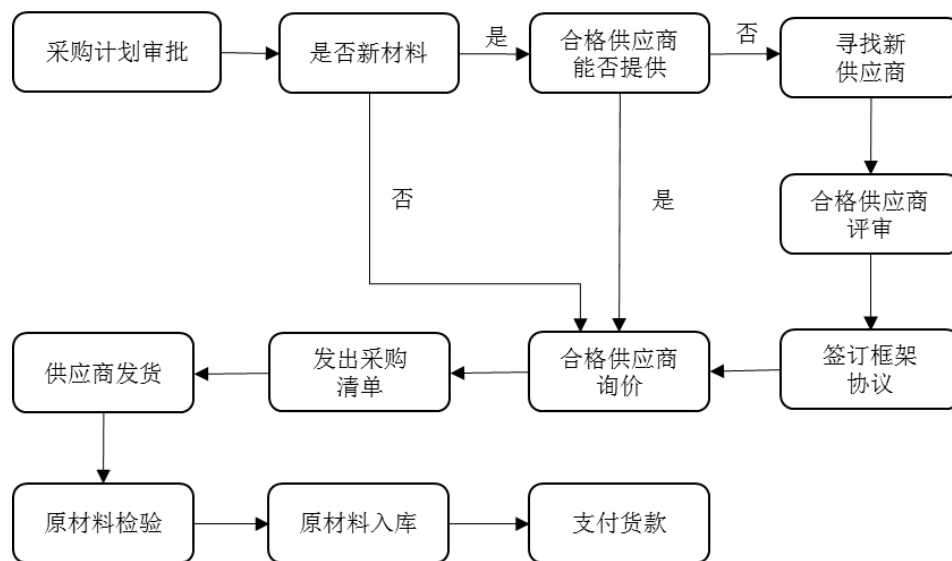 采购计划审批
是否新材料
是
合格供应商
能否提供
否
寻找新
供应商
否
是
合格供应商
评审
供应商发货
发出采购
清单
合格供应商
询价
签订框架
协议
原材料检验
原材料入库
支付货款